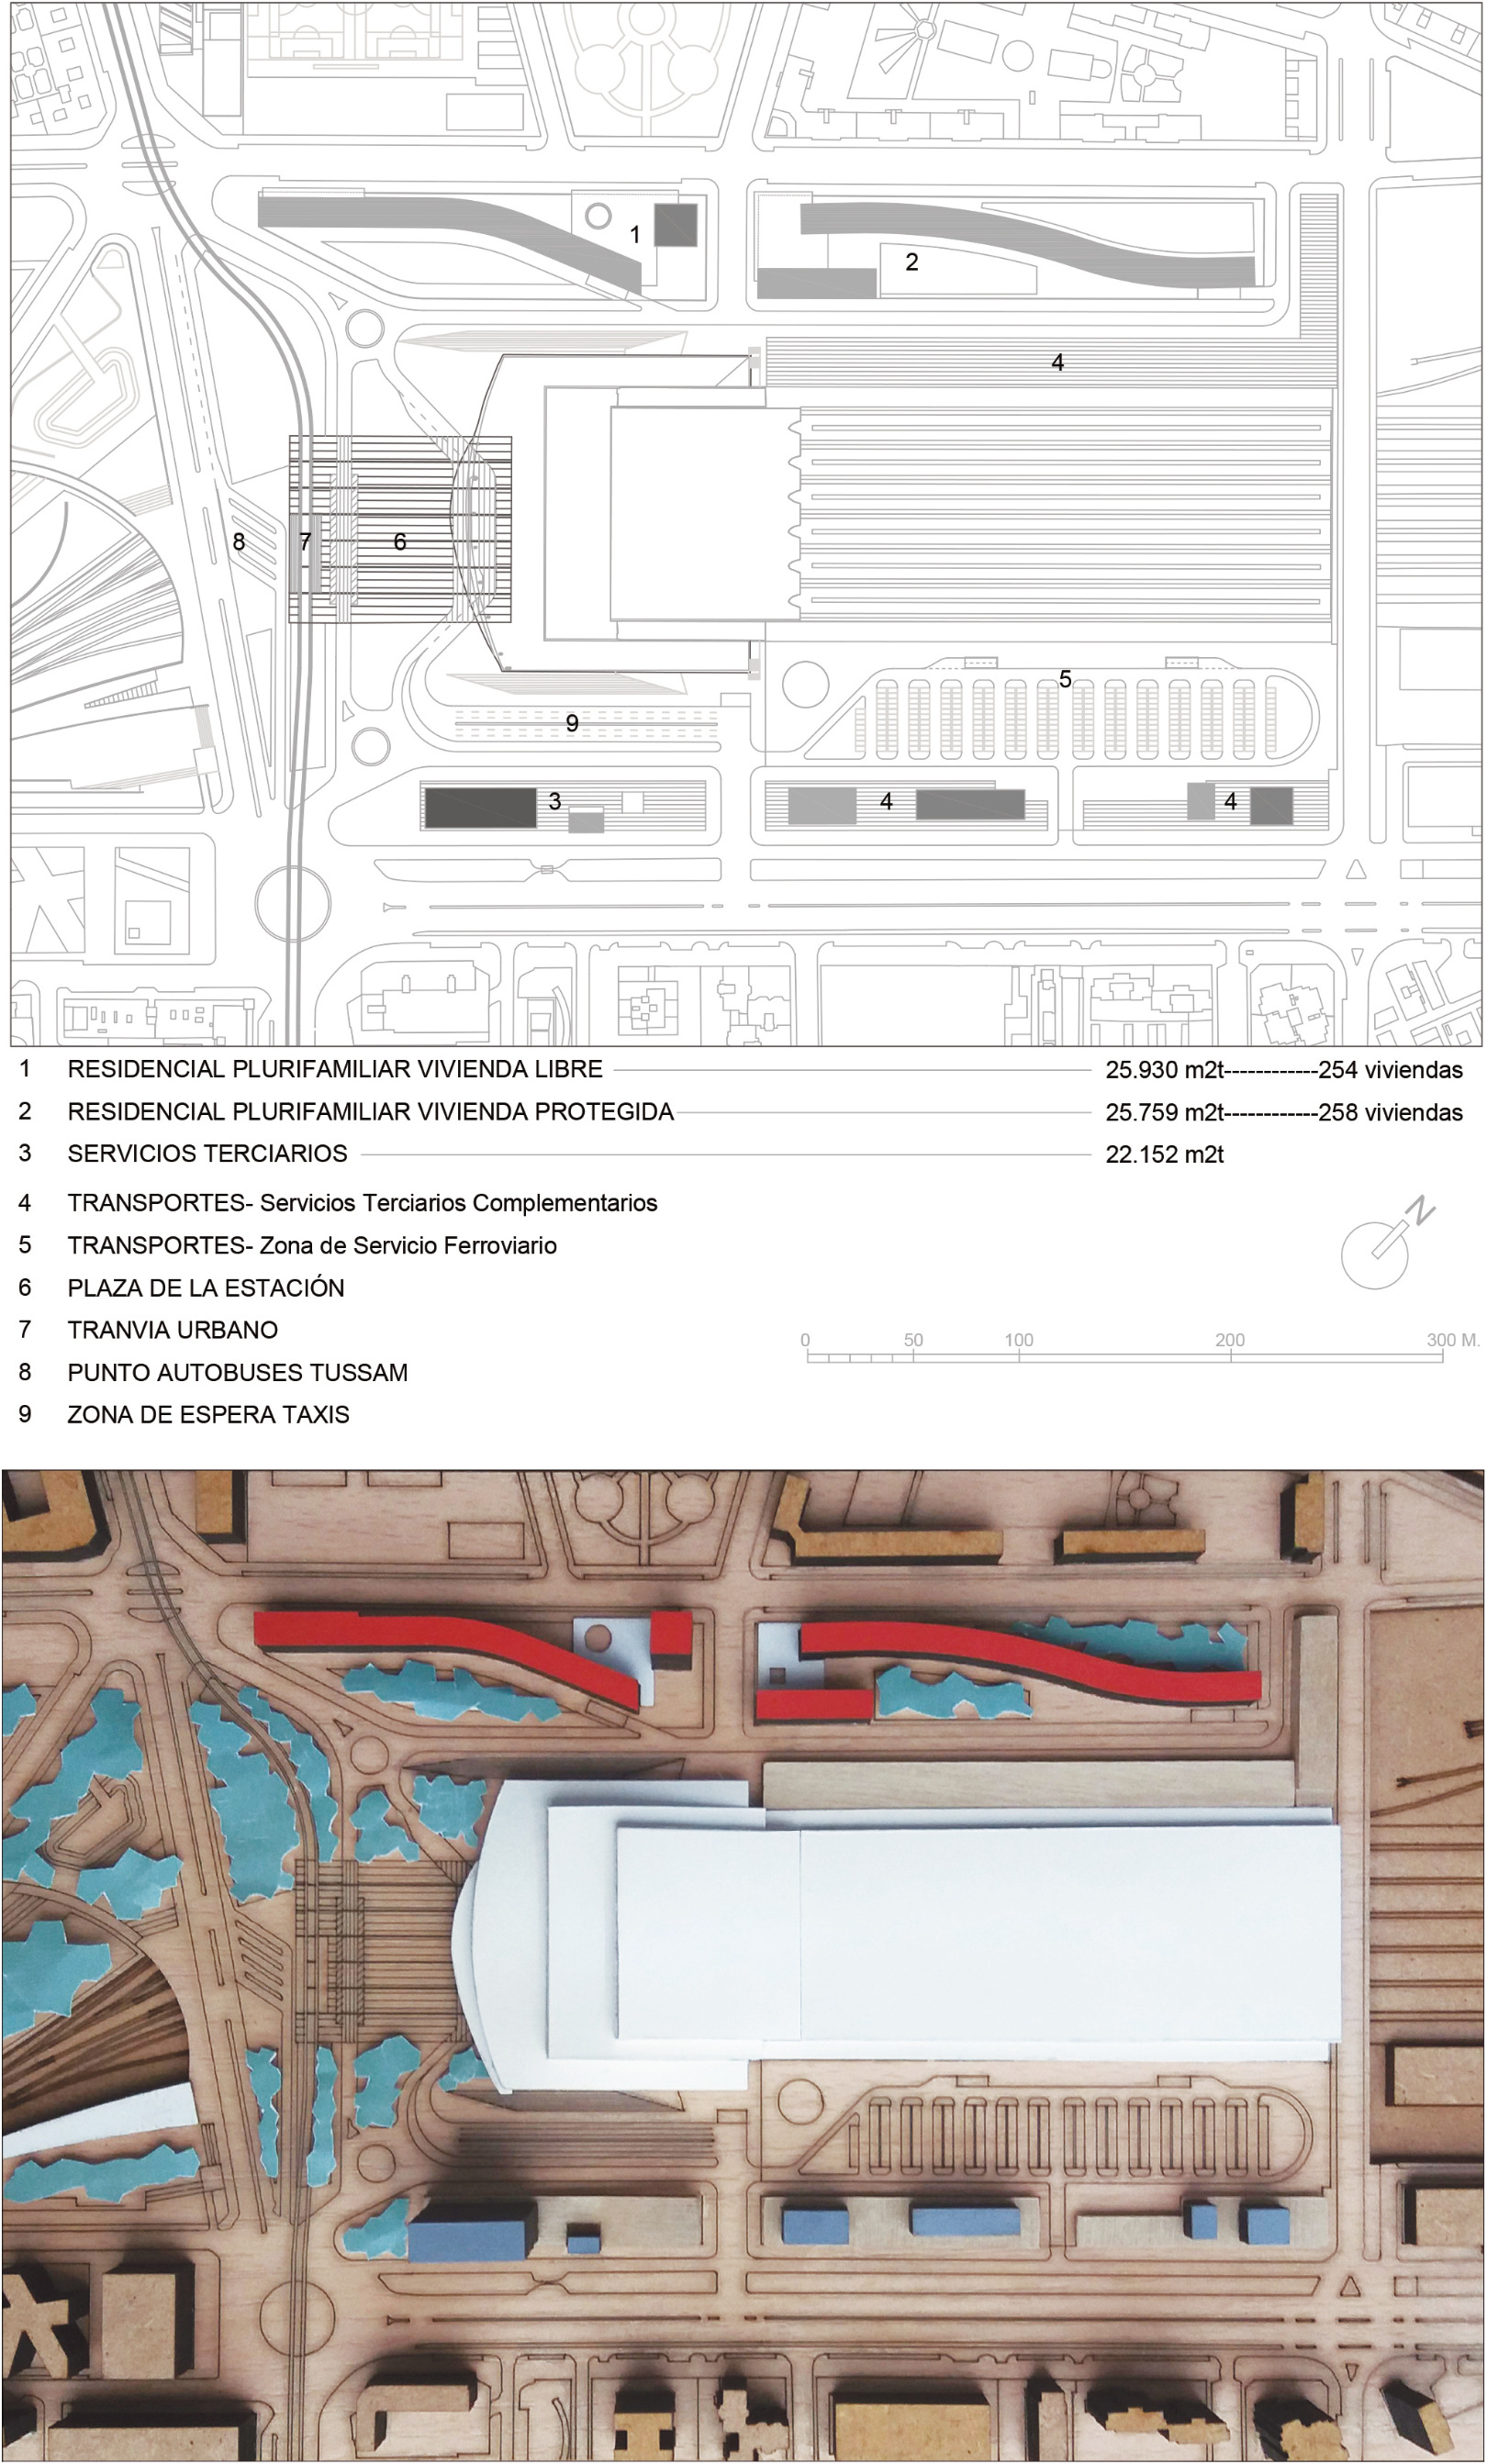 1
2
4
8
7
6
5
9
3
4
4
1 RESIDENCIAL PLURIFAMILIAR VIVIENDA LIBRE 25.930 m2t------------254 viviendas
2 RESIDENCIAL PLURIFAMILIAR VIVIENDA PROTEGIDA 25.759 m2t------------258 viviendas
3 SERVICIOS TERCIARIOS 22.152 m2t
4 TRANSPORTES- Servicios Terciarios Complementarios
5 TRANSPORTES- Zona de Servicio Ferroviario
6 PLAZA DE LA ESTACIÓN
7 TRANVIA URBANO
8 PUNTO AUTOBUSES TUSSAM
9 ZONA DE ESPERA TAXIS
N
0 50 100 200 300 M.